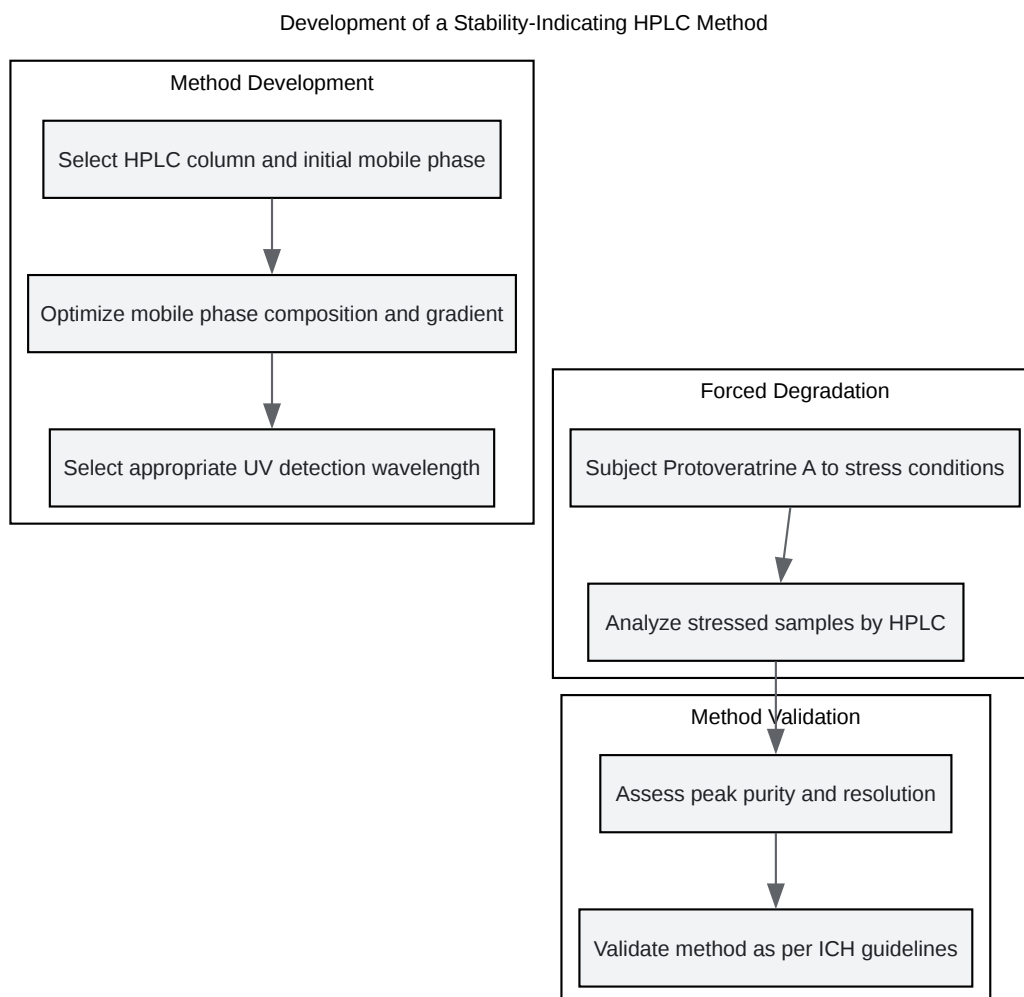 Development of a Stability-Indicating HPLC Method
Method Development
Select HPLC column and initial mobile phase
Optimize mobile phase composition and gradient
Select appropriate UV detection wavelength
Forced Degradation
Subject Protoveratrine A to stress conditions
Analyze stressed samples by HPLC
Method Validation
Assess peak purity and resolution
Validate method as per ICH guidelines